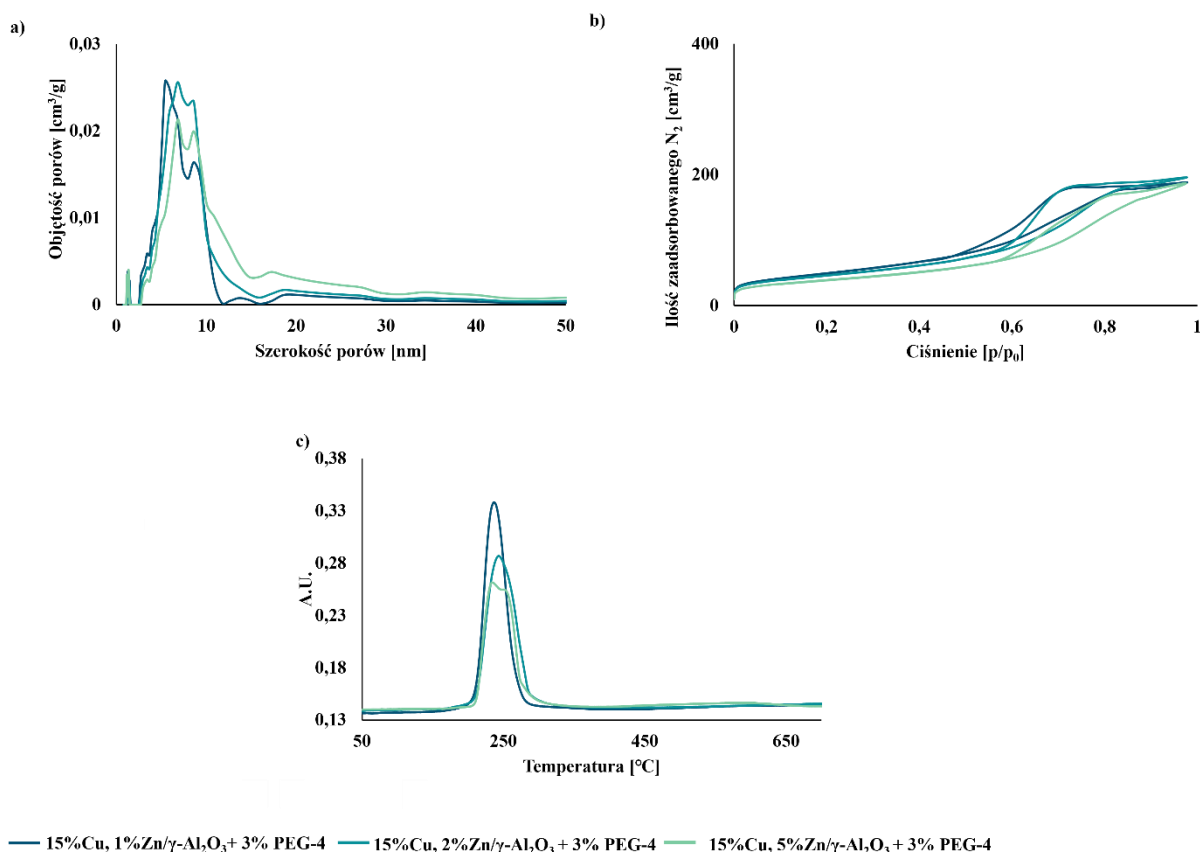 a)
Objętość porów [cm³/g]
0,03
0,02
0,01
0
0 10 20 30 40 50
Szerokość porów [nm]
b)
Ilość zaadsorbowanego N₂ [cm³/g]
400
200
0
0 0,2 0,4 0,6 0,8 1
Ciśnienie [p/p₀]
c)
A.U.
0,38
0,33
0,28
0,23
0,18
0,13
50 250 450 650
Temperatura [°C]
15%Cu, 1%Zn/γ-Al₂O₃+ 3% PEG-4 15%Cu, 2%Zn/γ-Al₂O₃ + 3% PEG-4 15%Cu, 5%Zn/γ-Al₂O₃ + 3% PEG-4